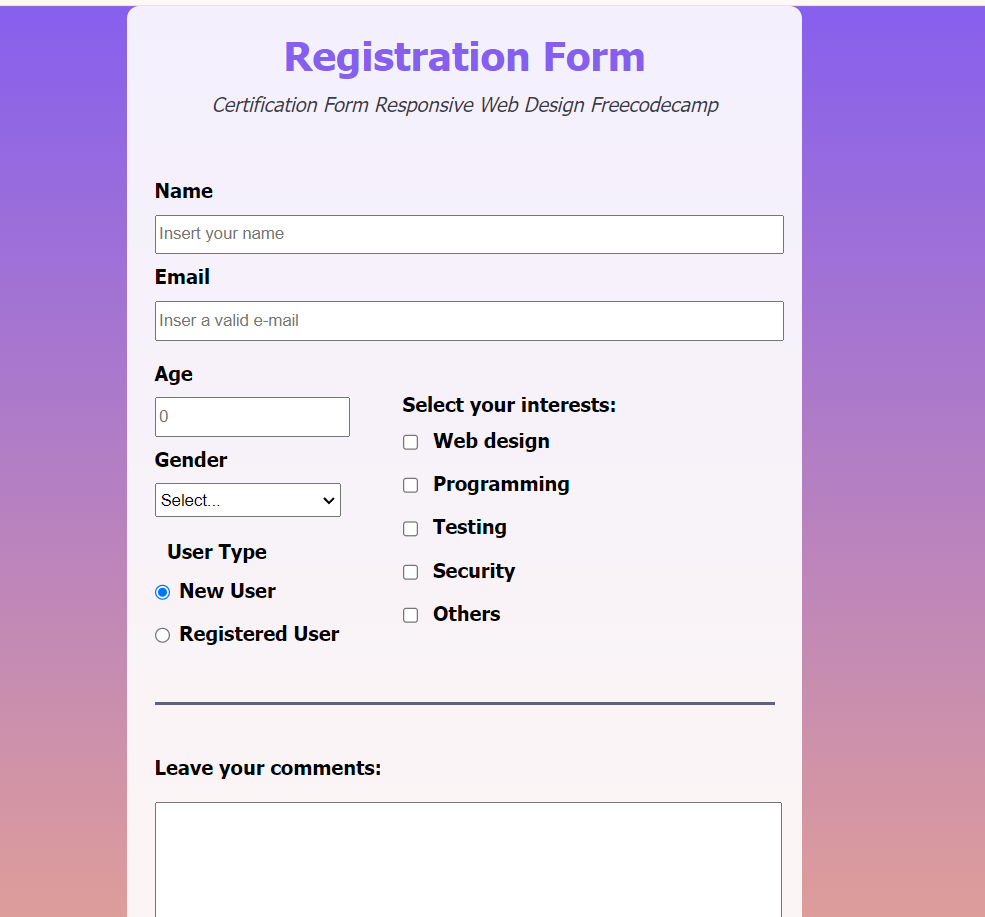 Registration Form
Certification Form Responsive Web Design Freecodecamp
Name
Insert your name
Email
Inser a valid e-mail
Age
0
Gender
Select...
User Type
New User
Registered User
Select your interests:
Web design
Programming
Testing
Security
Others
Leave your comments: